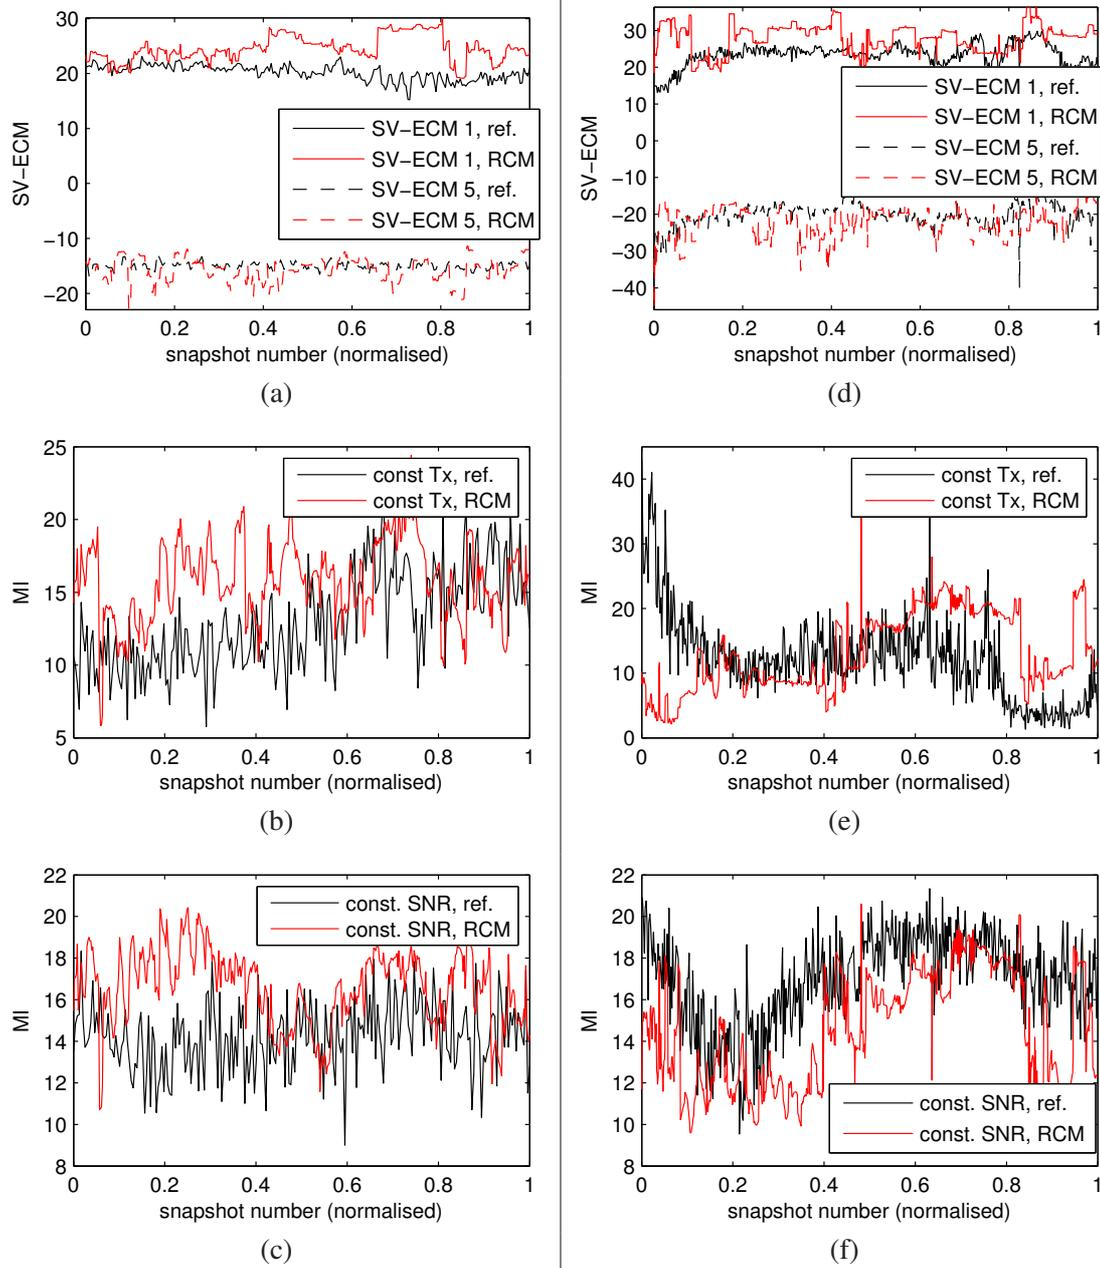 30
20
10
0
−10
−20
SV−ECM
SV−ECM 1, ref.
SV−ECM 1, RCM
SV−ECM 5, ref.
SV−ECM 5, RCM
0 0.2 0.4 0.6 0.8 1
snapshot number (normalised)
(a)
30
20
10
0
−10
−20
−30
−40
SV−ECM
SV−ECM 1, ref.
SV−ECM 1, RCM
SV−ECM 5, ref.
SV−ECM 5, RCM
0 0.2 0.4 0.6 0.8 1
snapshot number (normalised)
(d)
25
20
15
10
5
MI
const Tx, ref.
const Tx, RCM
0 0.2 0.4 0.6 0.8 1
snapshot number (normalised)
(b)
40
30
20
10
0
MI
const Tx, ref.
const Tx, RCM
0 0.2 0.4 0.6 0.8 1
snapshot number (normalised)
(e)
22
20
18
16
14
12
10
8
MI
const. SNR, ref.
const. SNR, RCM
0 0.2 0.4 0.6 0.8 1
snapshot number (normalised)
(c)
22
20
18
16
14
12
10
8
MI
const. SNR, ref.
const. SNR, RCM
0 0.2 0.4 0.6 0.8 1
snapshot number (normalised)
(f)